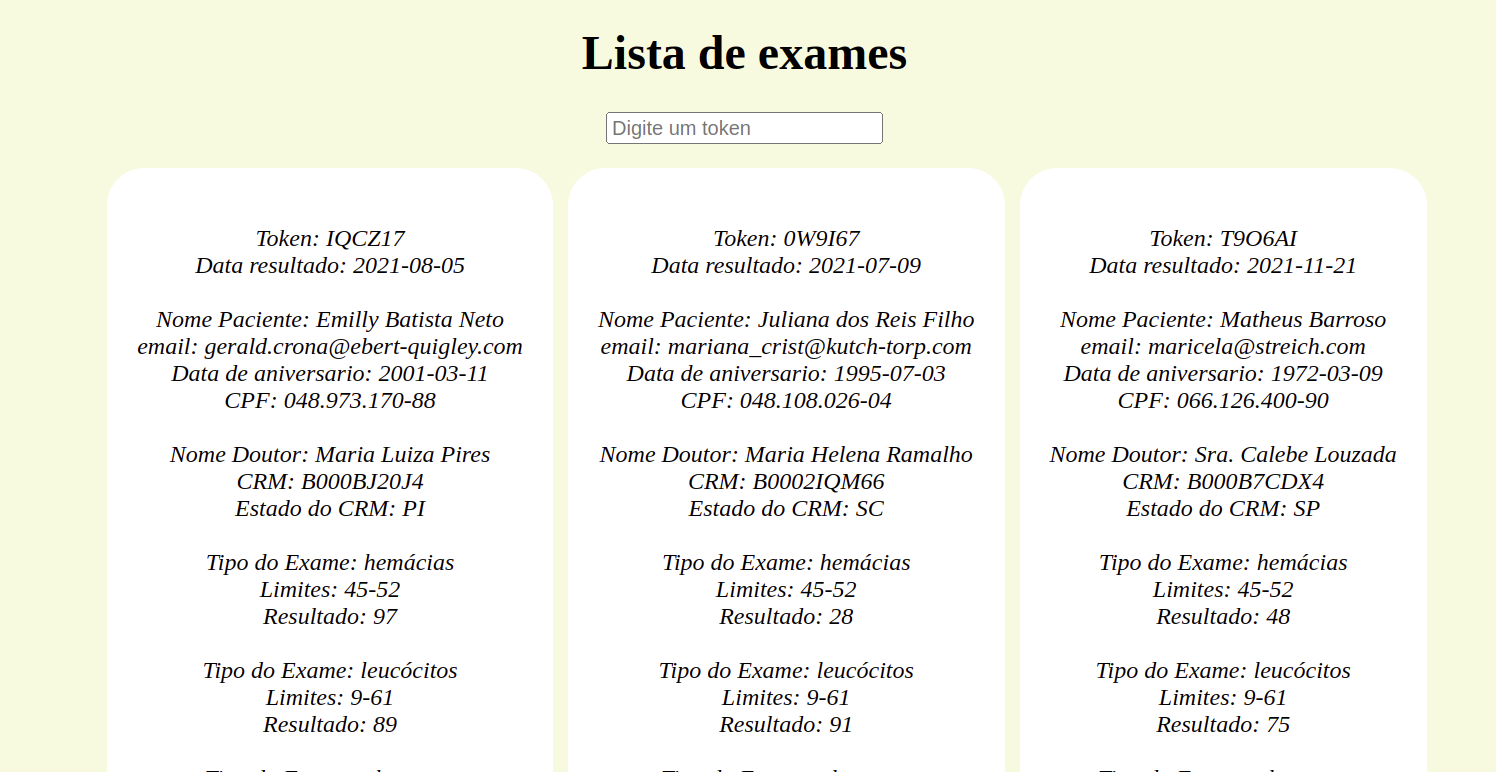 Lista de exames
Digite um token
Token: IQCZ17
Data resultado: 2021-08-05
Nome Paciente: Emilly Batista Neto
email: gerald.crona@ebert-quigley.com
Data de aniversario: 2001-03-11
CPF: 048.973.170-88
Nome Doutor: Maria Luiza Pires
CRM: B000BJ20J4
Estado do CRM: PI
Tipo do Exame: hemácias
Limites: 45-52
Resultado: 97
Tipo do Exame: leucócitos
Limites: 9-61
Resultado: 89
Token: 0W9I67
Data resultado: 2021-07-09
Nome Paciente: Juliana dos Reis Filho
email: mariana_crist@kutch-torp.com
Data de aniversario: 1995-07-03
CPF: 048.108.026-04
Nome Doutor: Maria Helena Ramalho
CRM: B0002IQM66
Estado do CRM: SC
Tipo do Exame: hemácias
Limites: 45-52
Resultado: 28
Tipo do Exame: leucócitos
Limites: 9-61
Resultado: 91
Token: T9O6AI
Data resultado: 2021-11-21
Nome Paciente: Matheus Barroso
email: maricela@streich.com
Data de aniversario: 1972-03-09
CPF: 066.126.400-90
Nome Doutor: Sra. Calebe Louzada
CRM: B000B7CDX4
Estado do CRM: SP
Tipo do Exame: hemácias
Limites: 45-52
Resultado: 48
Tipo do Exame: leucócitos
Limites: 9-61
Resultado: 75